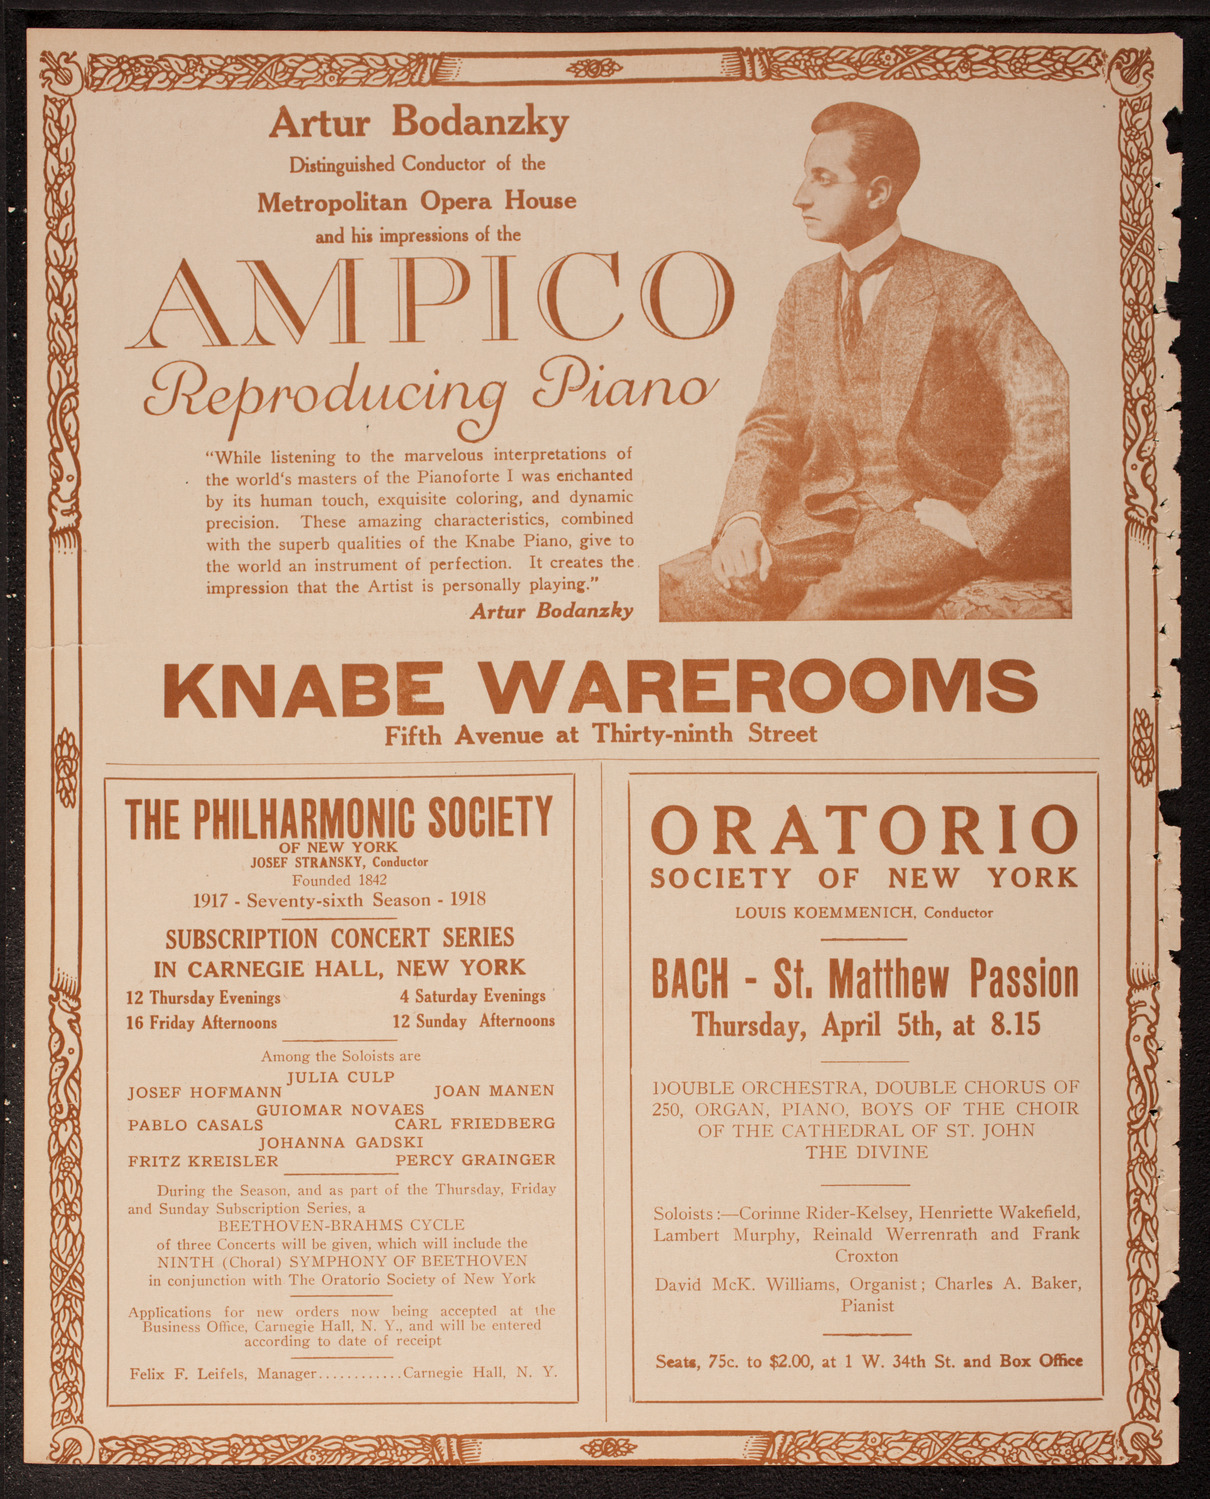 Artur Bodanzky
Distinguished Conductor of the
Metropolitan Opera House
and his impressions of the
AMPICO
Reproducing Piano
"While listening to the marvelous interpretations of
the world's masters of the Pianoforte I was enchanted
by its human touch, exquisite coloring, and dynamic
precision. These amazing characteristics, combined
with the superb qualities of the Knabe Piano, give to
the world an instrument of perfection. It creates the
impression that the Artist is personally playing."
Artur Bodanzky
KNABE WAREROOMS
Fifth Avenue at Thirty-ninth Street
THE PHILHARMONIC SOCIETY
OF NEW YORK
JOSEF STRANSKY, Conductor
Founded 1842
1917 - Seventy-sixth Season - 1918
SUBSCRIPTION CONCERT SERIES
IN CARNEGIE HALL, NEW YORK
12 Thursday Evenings 4 Saturday Evenings
16 Friday Afternoons 12 Sunday Afternoons
Among the Soloists are
JULIA CULP
JOSEF HOFMANN JOAN MANEN
GUIOMAR NOVAES
PABLO CASALS CARL FRIEDBERG
JOHANNA GADSKI
FRITZ KREISLER PERCY GRAINGER
During the Season, and as part of the Thursday, Friday
and Sunday Subscription Series, a
BEETHOVEN-BRAHMS CYCLE
of three Concerts will be given, which will include the
NINTH (Choral) SYMPHONY OF BEETHOVEN
in conjunction with The Oratorio Society of New York
Applications for new orders now being accepted at the
Business Office, Carnegie Hall, N. Y., and will be entered
according to date of receipt
Felix F. Leifels, Manager............Carnegie Hall, N. Y.
ORATORIO
SOCIETY OF NEW YORK
LOUIS KOEMMENICH, Conductor
BACH - St. Matthew Passion
Thursday, April 5th, at 8.15
DOUBLE ORCHESTRA, DOUBLE CHORUS OF
250, ORGAN, PIANO, BOYS OF THE CHOIR
OF THE CATHEDRAL OF ST. JOHN
THE DIVINE
Soloists:—Corinne Rider-Kelsey, Henriette Wakefield,
Lambert Murphy, Reinald Werrenrath and Frank
Croxton
David McK. Williams, Organist; Charles A. Baker,
Pianist
Seats, 75c. to $2.00, at 1 W. 34th St. and Box Office